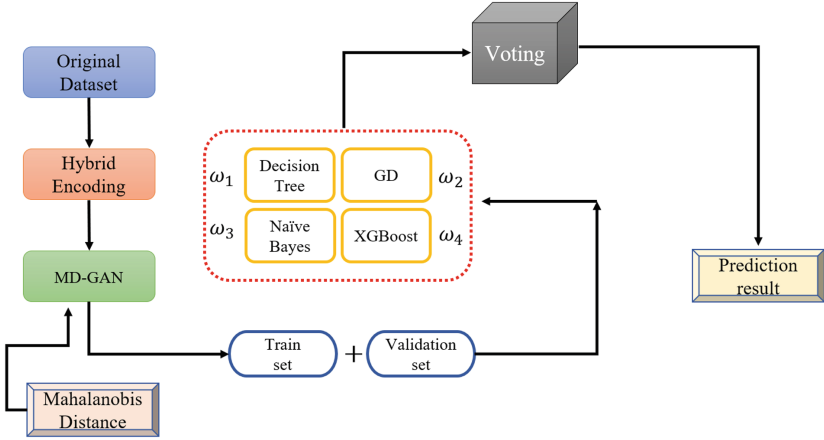 Original
Dataset
Hybrid
Encoding
MD-GAN
Mahalanobis
Distance
Train
set
+
Validation
set
ω1
Decision
Tree
GD
ω2
ω3
Naïve
Bayes
XGBoost
ω4
Voting
Prediction
result